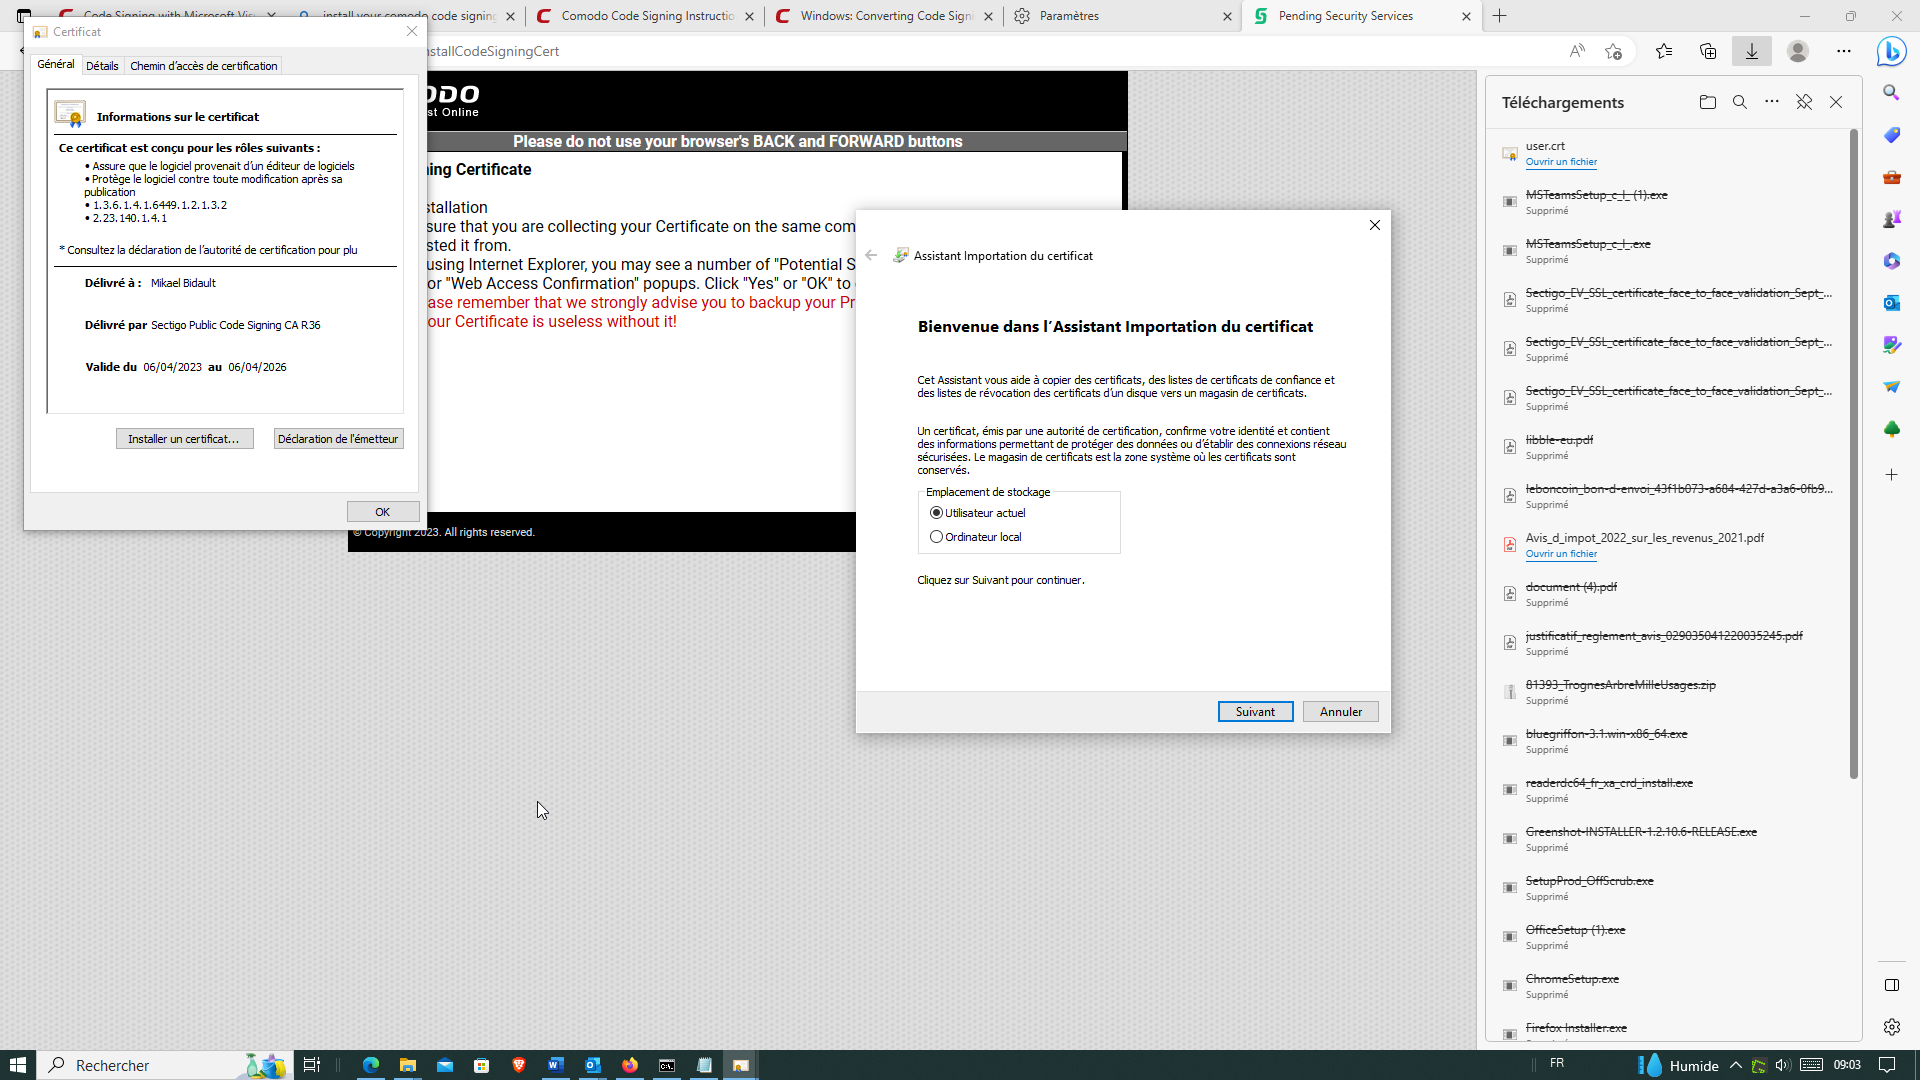 Code Signing with Microsoft Vis
install your comodo code signing
Comodo Code Signing Instructio
Windows: Converting Code Sign
Paramètres
Pending Security Services
Certificat
Général
Détails
Chemin d'accès de certification
Informations sur le certificat
Ce certificat est conçu pour les rôles suivants :
• Assure que le logiciel provenait d'un éditeur de logiciels
• Protège le logiciel contre toute modification après sa
publication
• 1.3.6.1.4.1.6449.1.2.1.3.2
• 2.23.140.1.4.1
* Consultez la déclaration de l'autorité de certification pour plu
Délivré à : Mikael Bidault
Délivré par Sectigo Public Code Signing CA R36
Valide du 06/04/2023 au 06/04/2026
Installer un certificat...
Déclaration de l'émetteur
OK
nstallCodeSigningCert
ODO
st Online
Please do not use your browser's BACK and FORWARD buttons
ning Certificate
stallation
sure that you are collecting your Certificate on the same com
sted it from.
using Internet Explorer, you may see a number of "Potential S
or "Web Access Confirmation" popups. Click "Yes" or "OK" to
ase remember that we strongly advise you to backup your Pr
our Certificate is useless without it!
© Copyright 2023. All rights reserved.
Assistant Importation du certificat
Bienvenue dans l'Assistant Importation du certificat
Cet Assistant vous aide à copier des certificats, des listes de certificats de confiance et
des listes de révocation des certificats d'un disque vers un magasin de certificats.
Un certificat, émis par une autorité de certification, confirme votre identité et contient
des informations permettant de protéger des données ou d'établir des connexions réseau
sécurisées. Le magasin de certificats est la zone système où les certificats sont
conservés.
Emplacement de stockage
Utilisateur actuel
Ordinateur local
Cliquez sur Suivant pour continuer.
Suivant
Annuler
Téléchargements
user.crt
Ouvrir un fichier
MSTeamsSetup_c_l_ (1).exe
Supprimé
MSTeamsSetup_c_l_.exe
Supprimé
Sectigo_EV_SSL_certificate_face_to_face_validation_Sept_...
Supprimé
Sectigo_EV_SSL_certificate_face_to_face_validation_Sept_...
Supprimé
Sectigo_EV_SSL_certificate_face_to_face_validation_Sept_...
Supprimé
libble-eu.pdf
Supprimé
leboncoin_bon-d-envoi_43f1b073-a684-427d-a3a6-0fb9...
Supprimé
Avis_d_impot_2022_sur_les_revenus_2021.pdf
Ouvrir un fichier
document (4).pdf
Supprimé
justificatif_reglement_avis_029035041220035245.pdf
Supprimé
81393_TrognesArbreMilleUsages.zip
Supprimé
bluegriffon-3.1.win-x86_64.exe
Supprimé
readerdc64_fr_xa_crd_install.exe
Supprimé
Greenshot-INSTALLER-1.2.10.6-RELEASE.exe
Supprimé
SetupProd_OffScrub.exe
Supprimé
OfficeSetup (1).exe
Supprimé
ChromeSetup.exe
Supprimé
Firefox Installer.exe
Rechercher
FR
Humide
09:03